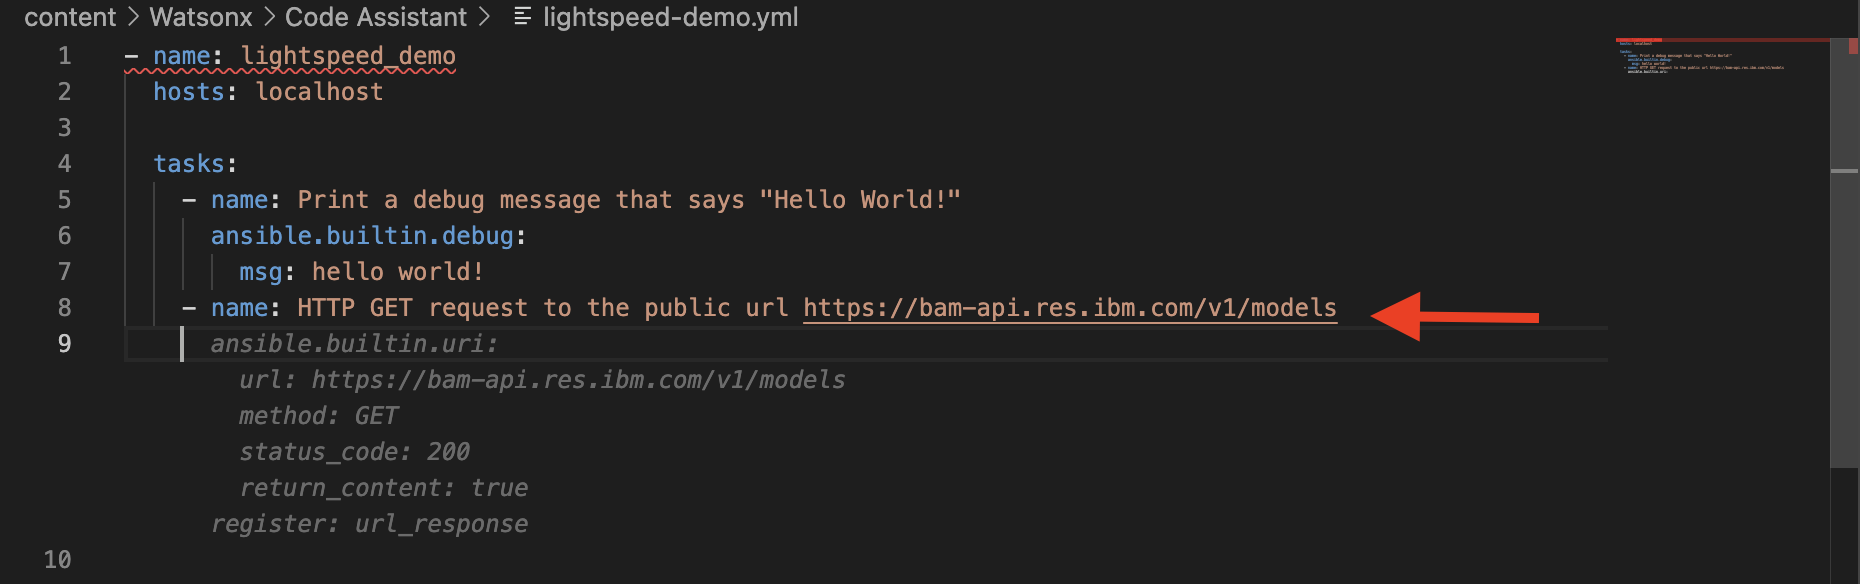 content > Watsonx > Code Assistant > lightspeed-demo.yml
1 - name: lightspeed_demo
2 hosts: localhost
3
4 tasks:
5 - name: Print a debug message that says "Hello World!"
6 ansible.builtin.debug:
7 msg: hello world!
8 - name: HTTP GET request to the public url https://bam-api.res.ibm.com/v1/models
9 ansible.builtin.uri:
url: https://bam-api.res.ibm.com/v1/models
method: GET
status_code: 200
return_content: true
register: url_response
10